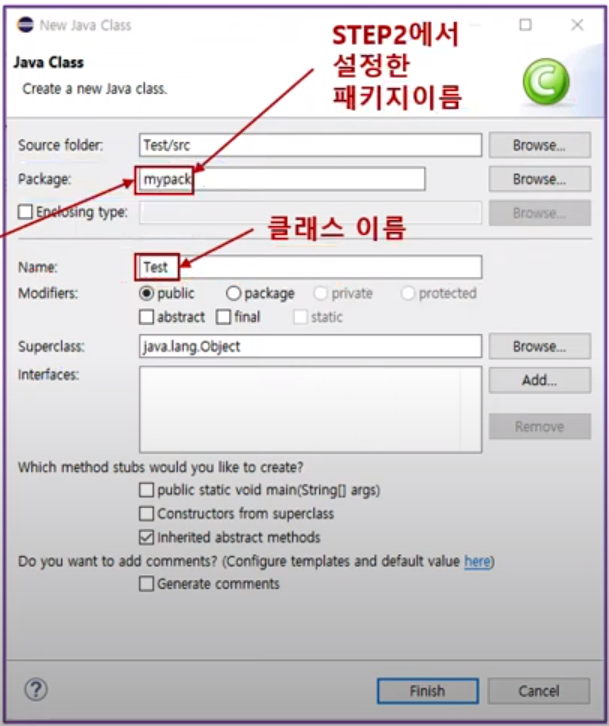 New Java Class
STEP2에서
설정한
패키지이름
Java Class
Create a new Java class.
Source folder: Test/src Browse...
Package: mypack Browse...
Enclosing type: Browse...
클래스 이름
Name: Test
Modifiers: public package private protected
abstract final static
Superclass: java.lang.Object Browse...
Interfaces: Add...
Remove
Which method stubs would you like to create?
public static void main(String[] args)
Constructors from superclass
Inherited abstract methods
Do you want to add comments? (Configure templates and default value here)
Generate comments
? Finish Cancel